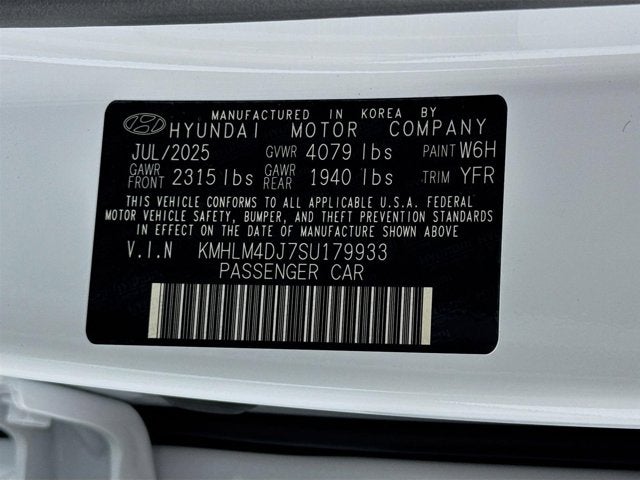 MANUFACTURED IN KOREA BY
HYUNDAI MOTOR COMPANY
JUL/2025 GVWR 4079 lbs PAINT W6H
GAWR FRONT 2315 lbs GAWR REAR 1940 lbs TRIM YFR
THIS VEHICLE CONFORMS TO ALL APPLICABLE U.S.A. FEDERAL
MOTOR VEHICLE SAFETY, BUMPER, AND THEFT PREVENTION STANDARDS
IN EFFECT ON THE DATE OF MANUFACTURE SHOWN ABOVE.
V.I.N KMHLM4DJ7SU179933
PASSENGER CAR